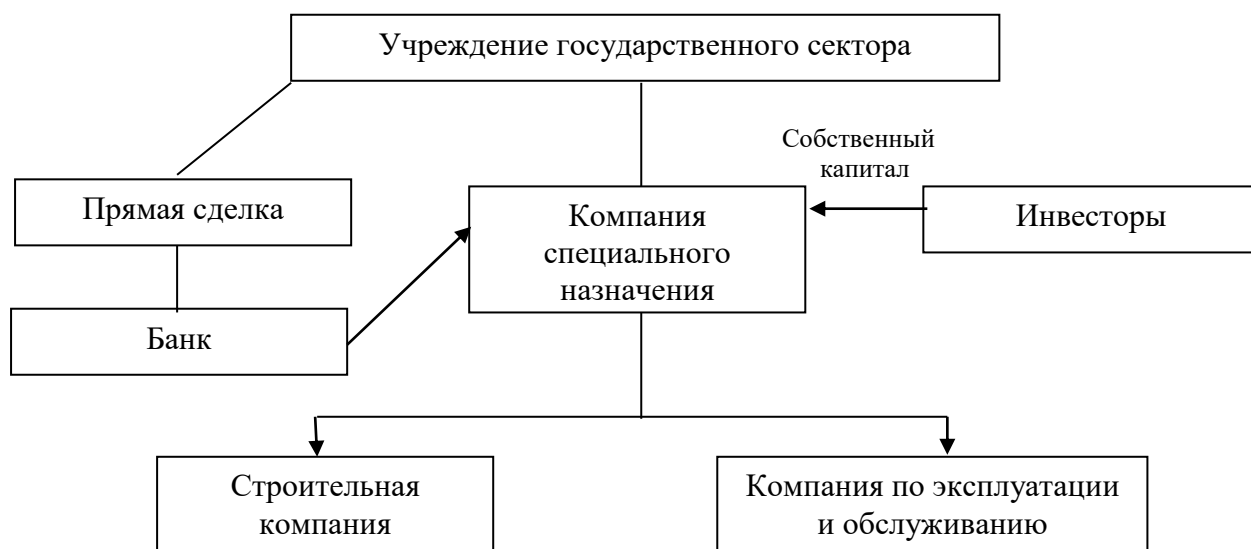 Учреждение государственного сектора
Собственный
капитал
Прямая сделка
Компания
специального
назначения
Инвесторы
Банк
Строительная
компания
Компания по эксплуатации
и обслуживанию